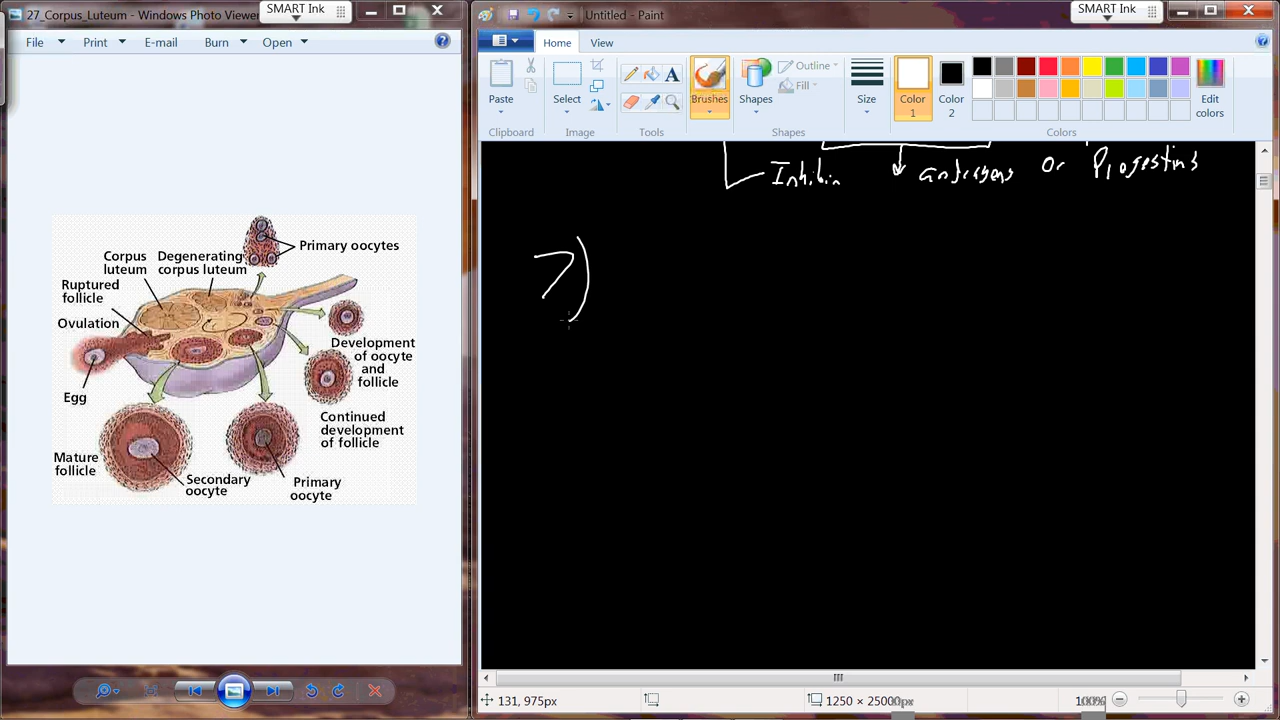 27_Corpus_Luteum - Windows Photo Viewer
SMART Ink
File Print E-mail Burn Open
Primary oocytes
Corpus luteum
Degenerating corpus luteum
Ruptured follicle
Ovulation
Egg
Development of oocyte and follicle
Continued development of follicle
Mature follicle
Secondary oocyte
Primary oocyte
Untitled - Paint
SMART Ink
Home View
Paste
Select
Brushes
Shapes
Outline
Fill
Size
Color 1
Color 2
Edit colors
Clipboard Image Tools Shapes Colors
Inhibin or Progestins
7)
131, 975px
1250 × 25000px
100%